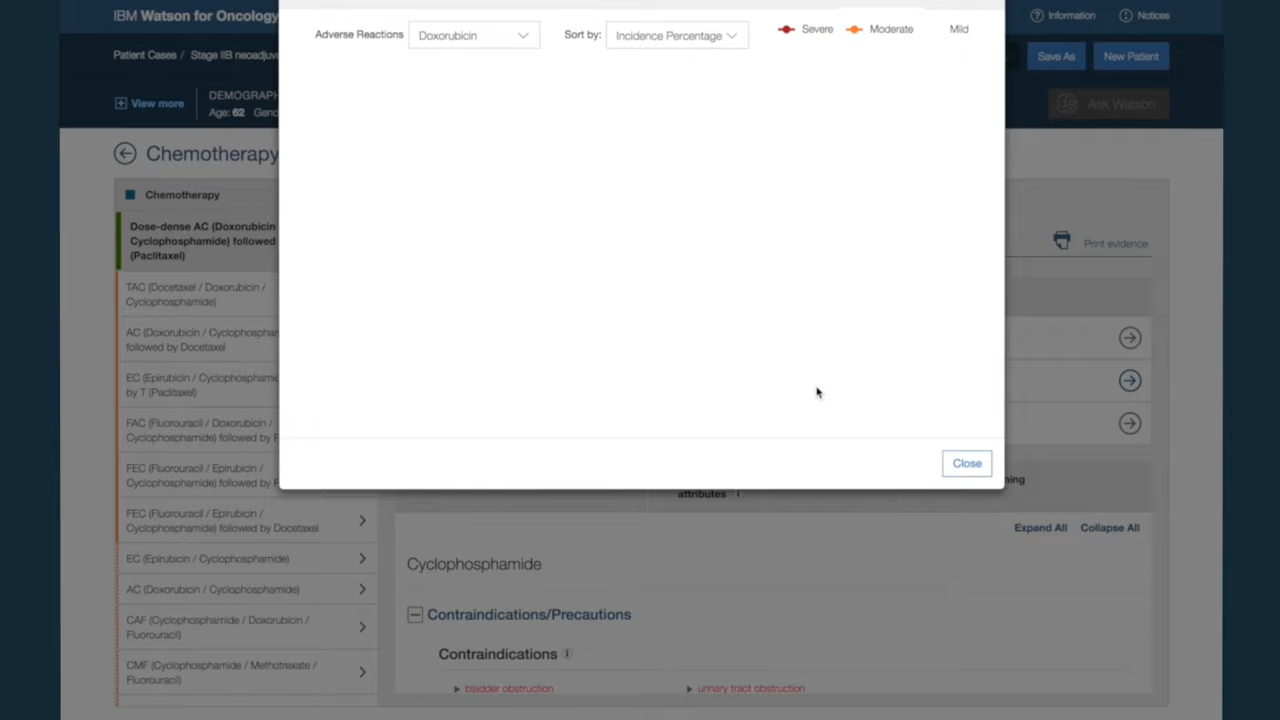 IBM Watson for Oncology
Information
Notices
Adverse Reactions
Doxorubicin
Sort by:
Incidence Percentage
Severe
Moderate
Mild
Patient Cases / Stage IIB
Save As
New Patient
View more
Age: 62
Ask Watson
Chemotherapy
Chemotherapy
Dose-dense AC (Doxorubicin
Cyclophosphamide) followed
(Paclitaxel)
Print evidence
TAC (Docetaxel / Doxorubicin /
Cyclophosphamide)
AC (Doxorubicin /
followed by Docetaxel
EC (Epirubicin /
by T (Paclitaxel)
FAC (Fluorouracil / Doxorubicin /
Cyclophosphamide) followed by
FEC (Fluorouracil / Epirubicin /
Cyclophosphamide) followed by
Close
attributes
FEC (Fluorouracil / Epirubicin /
Cyclophosphamide) followed by Docetaxel
Expand All
Collapse All
EC (Epirubicin / Cyclophosphamide)
Cyclophosphamide
AC (Doxorubicin / Cyclophosphamide)
CAF (Cyclophosphamide / Doxorubicin /
Fluorouracil)
Contraindications/Precautions
Contraindications
CMF (Cyclophosphamide / Methotrexate /
Fluorouracil)
bladder obstruction
urinary tract obstruction